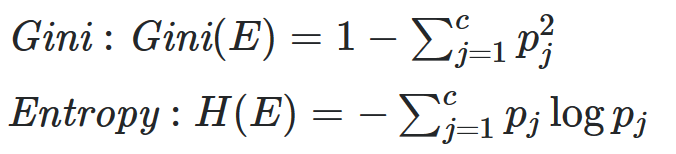 Gini : Gini(E) = 1 − ∑_{j=1}^{c} p_j^2
Entropy : H(E) = − ∑_{j=1}^{c} p_j log p_j